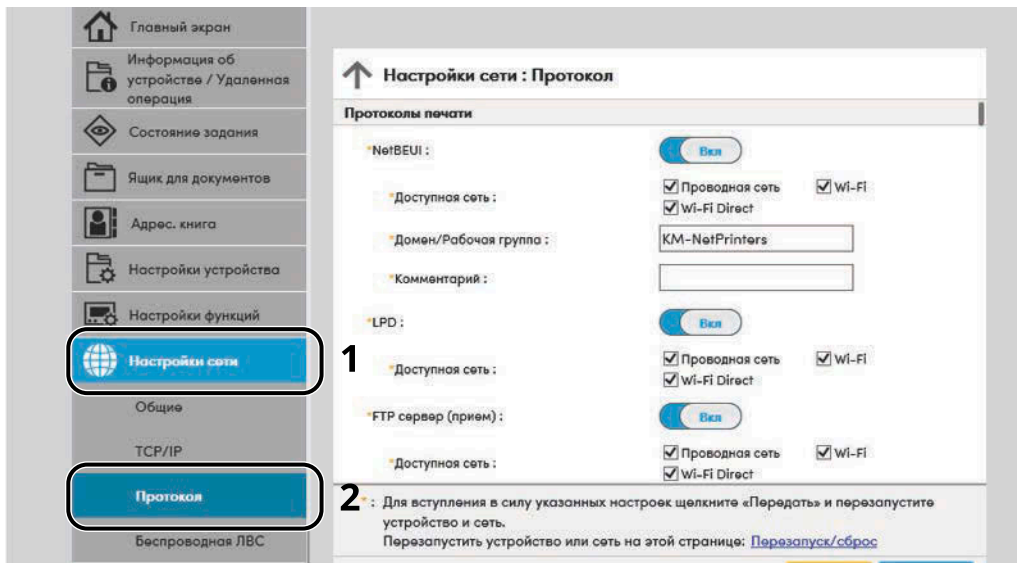 Главный экран
Информация об
устройстве / Удаленная
операция
Состояние задания
Ящик для документов
Адрес. книга
Настройки устройства
Настройки функций
Настройки сети
1
Общие
TCP/IP
Протокол
2
Беспроводная ЛВС
Настройки сети : Протокол
Протоколы печати
*NetBEUI :
Вкл
*Доступная сеть :
Проводная сеть
Wi-Fi
Wi-Fi Direct
*Домен/Рабочая группа :
KM-NetPrinters
*Комментарий :
*LPD :
Вкл
*Доступная сеть :
Проводная сеть
Wi-Fi
Wi-Fi Direct
*FTP сервер (прием) :
Вкл
*Доступная сеть :
Проводная сеть
Wi-Fi
Wi-Fi Direct
* : Для вступления в силу указанных настроек щелкните «Передать» и перезапустите
устройство и сеть.
Перезапустить устройство или сеть на этой странице: Перезапуск/сброс